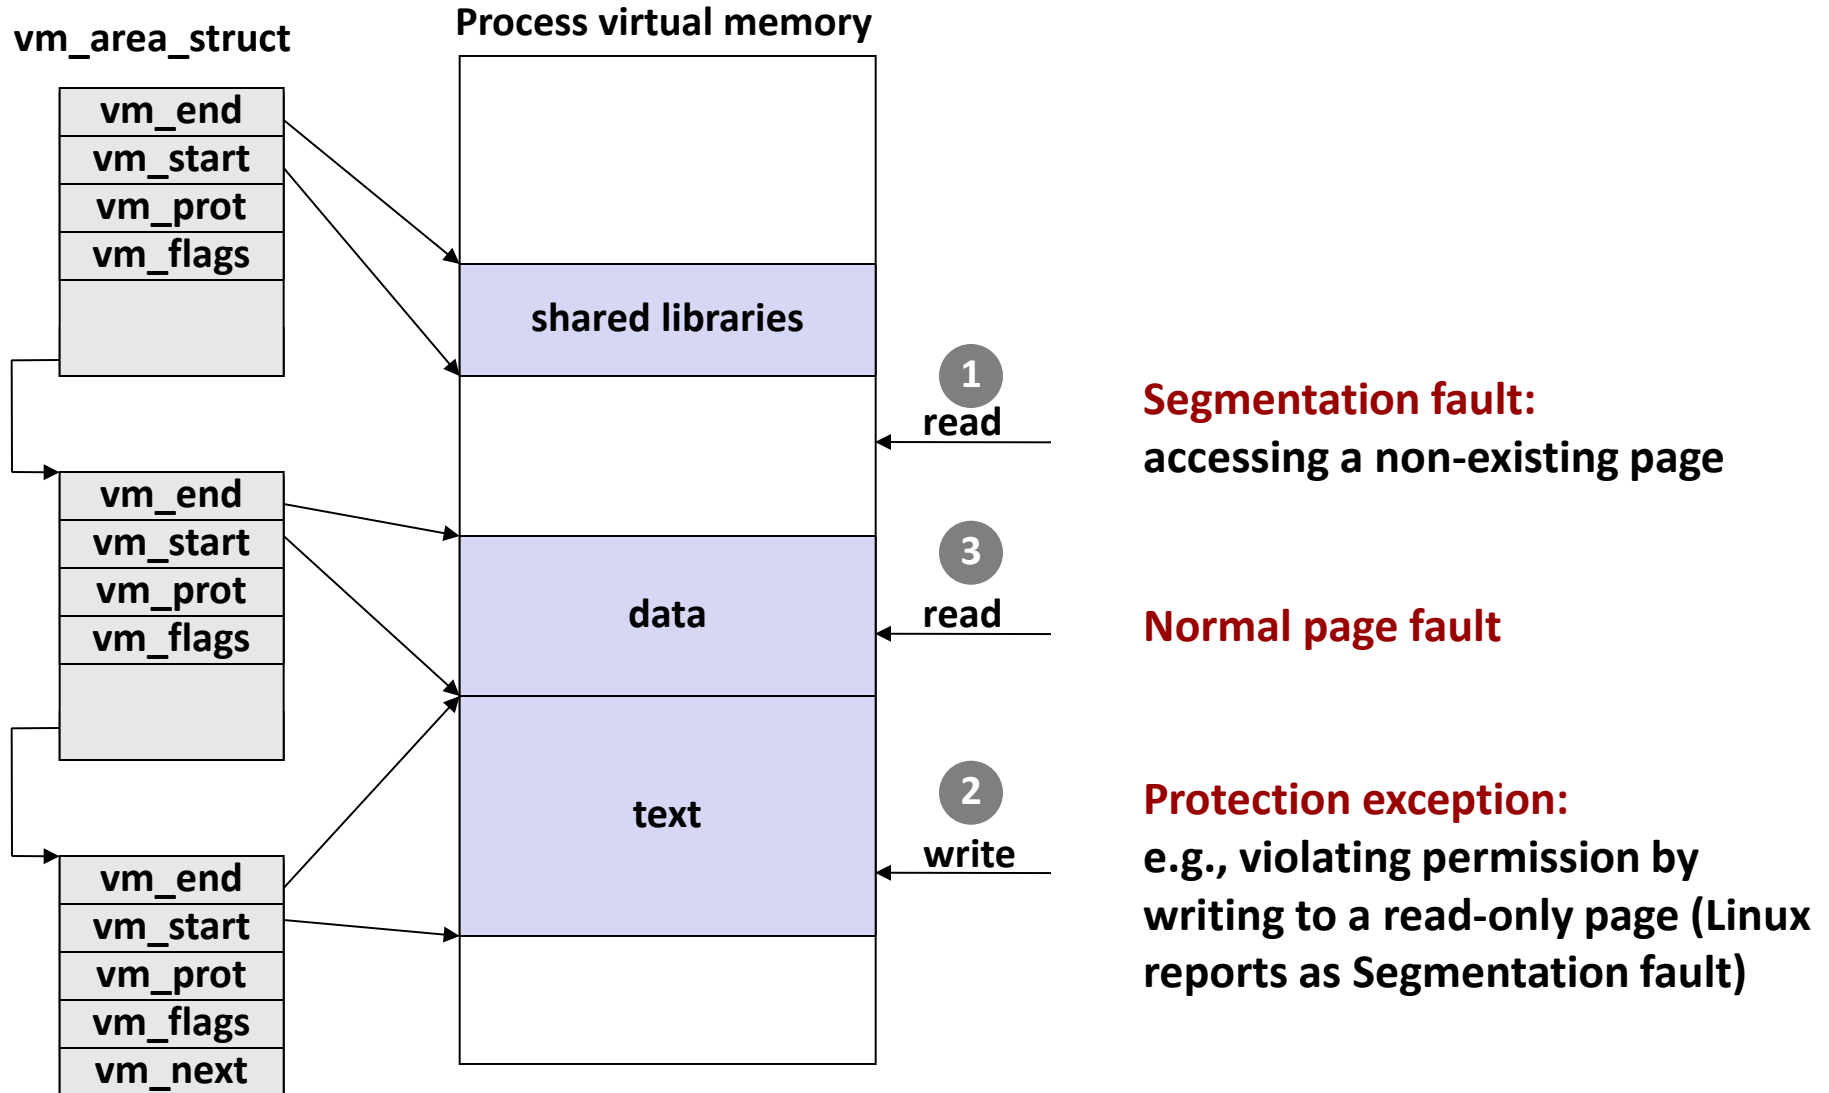 Process virtual memory
vm_area_struct
vm_end
vm_start
vm_prot
vm_flags
shared libraries
1
read
Segmentation fault:
accessing a non-existing page
vm_end
vm_start
vm_prot
vm_flags
data
3
read
Normal page fault
text
2
write
Protection exception:
e.g., violating permission by
writing to a read-only page (Linux
reports as Segmentation fault)
vm_end
vm_start
vm_prot
vm_flags
vm_next